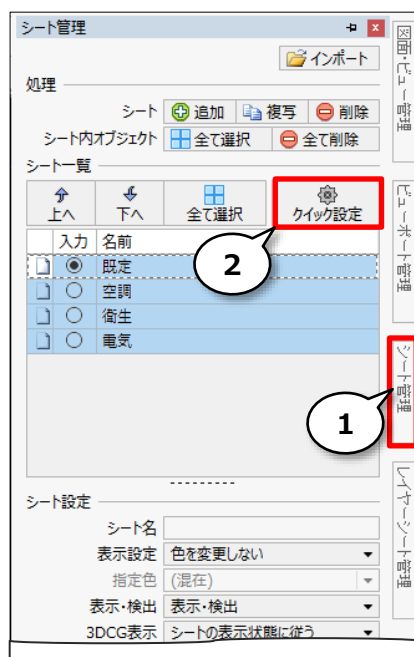 シート管理
インポート
処理
シート 追加 複写 削除
シート内オブジェクト 全て選択 全て削除
シート一覧
上へ 下へ 全て選択 クイック設定
入力 名前
既定
空調
衛生
電気
2
1
シート設定
シート名
表示設定 色を変更しない
指定色 (混在)
表示・検出 表示・検出
3DCG表示 シートの表示状態に従う
図面・ビュー管理
ビューポート管理
シート管理
レイヤーシート管理